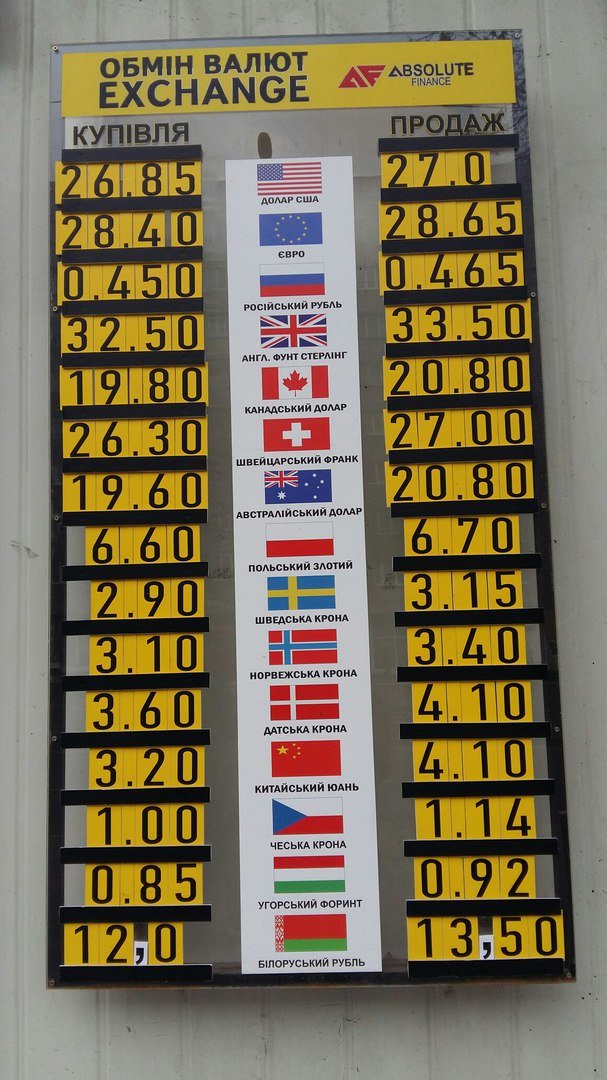 ОБМІН ВАЛЮТ
EXCHANGE
AF ABSOLUTE
FINANCE
КУПІВЛЯ ПРОДАЖ
26.85 ДОЛАР США 27.0
28.40 ЄВРО 28.65
0.450 РОСІЙСЬКИЙ РУБЛЬ 0.465
32.50 АНГЛ. ФУНТ СТЕРЛІНГ 33.50
19.80 КАНАДСЬКИЙ ДОЛАР 20.80
26.30 ШВЕЙЦАРСЬКИЙ ФРАНК 27.00
19.60 АВСТРАЛІЙСЬКИЙ ДОЛАР 20.80
6.60 ПОЛЬСЬКИЙ ЗЛОТИЙ 6.70
2.90 ШВЕДСЬКА КРОНА 3.15
3.10 НОРВЕЖСЬКА КРОНА 3.40
3.60 ДАТСЬКА КРОНА 4.10
3.20 КИТАЙСЬКИЙ ЮАНЬ 4.10
1.00 ЧЕСЬКА КРОНА 1.14
0.85 УГОРСЬКИЙ ФОРИНТ 0.92
12,0 БІЛОРУСЬКИЙ РУБЛЬ 13,50